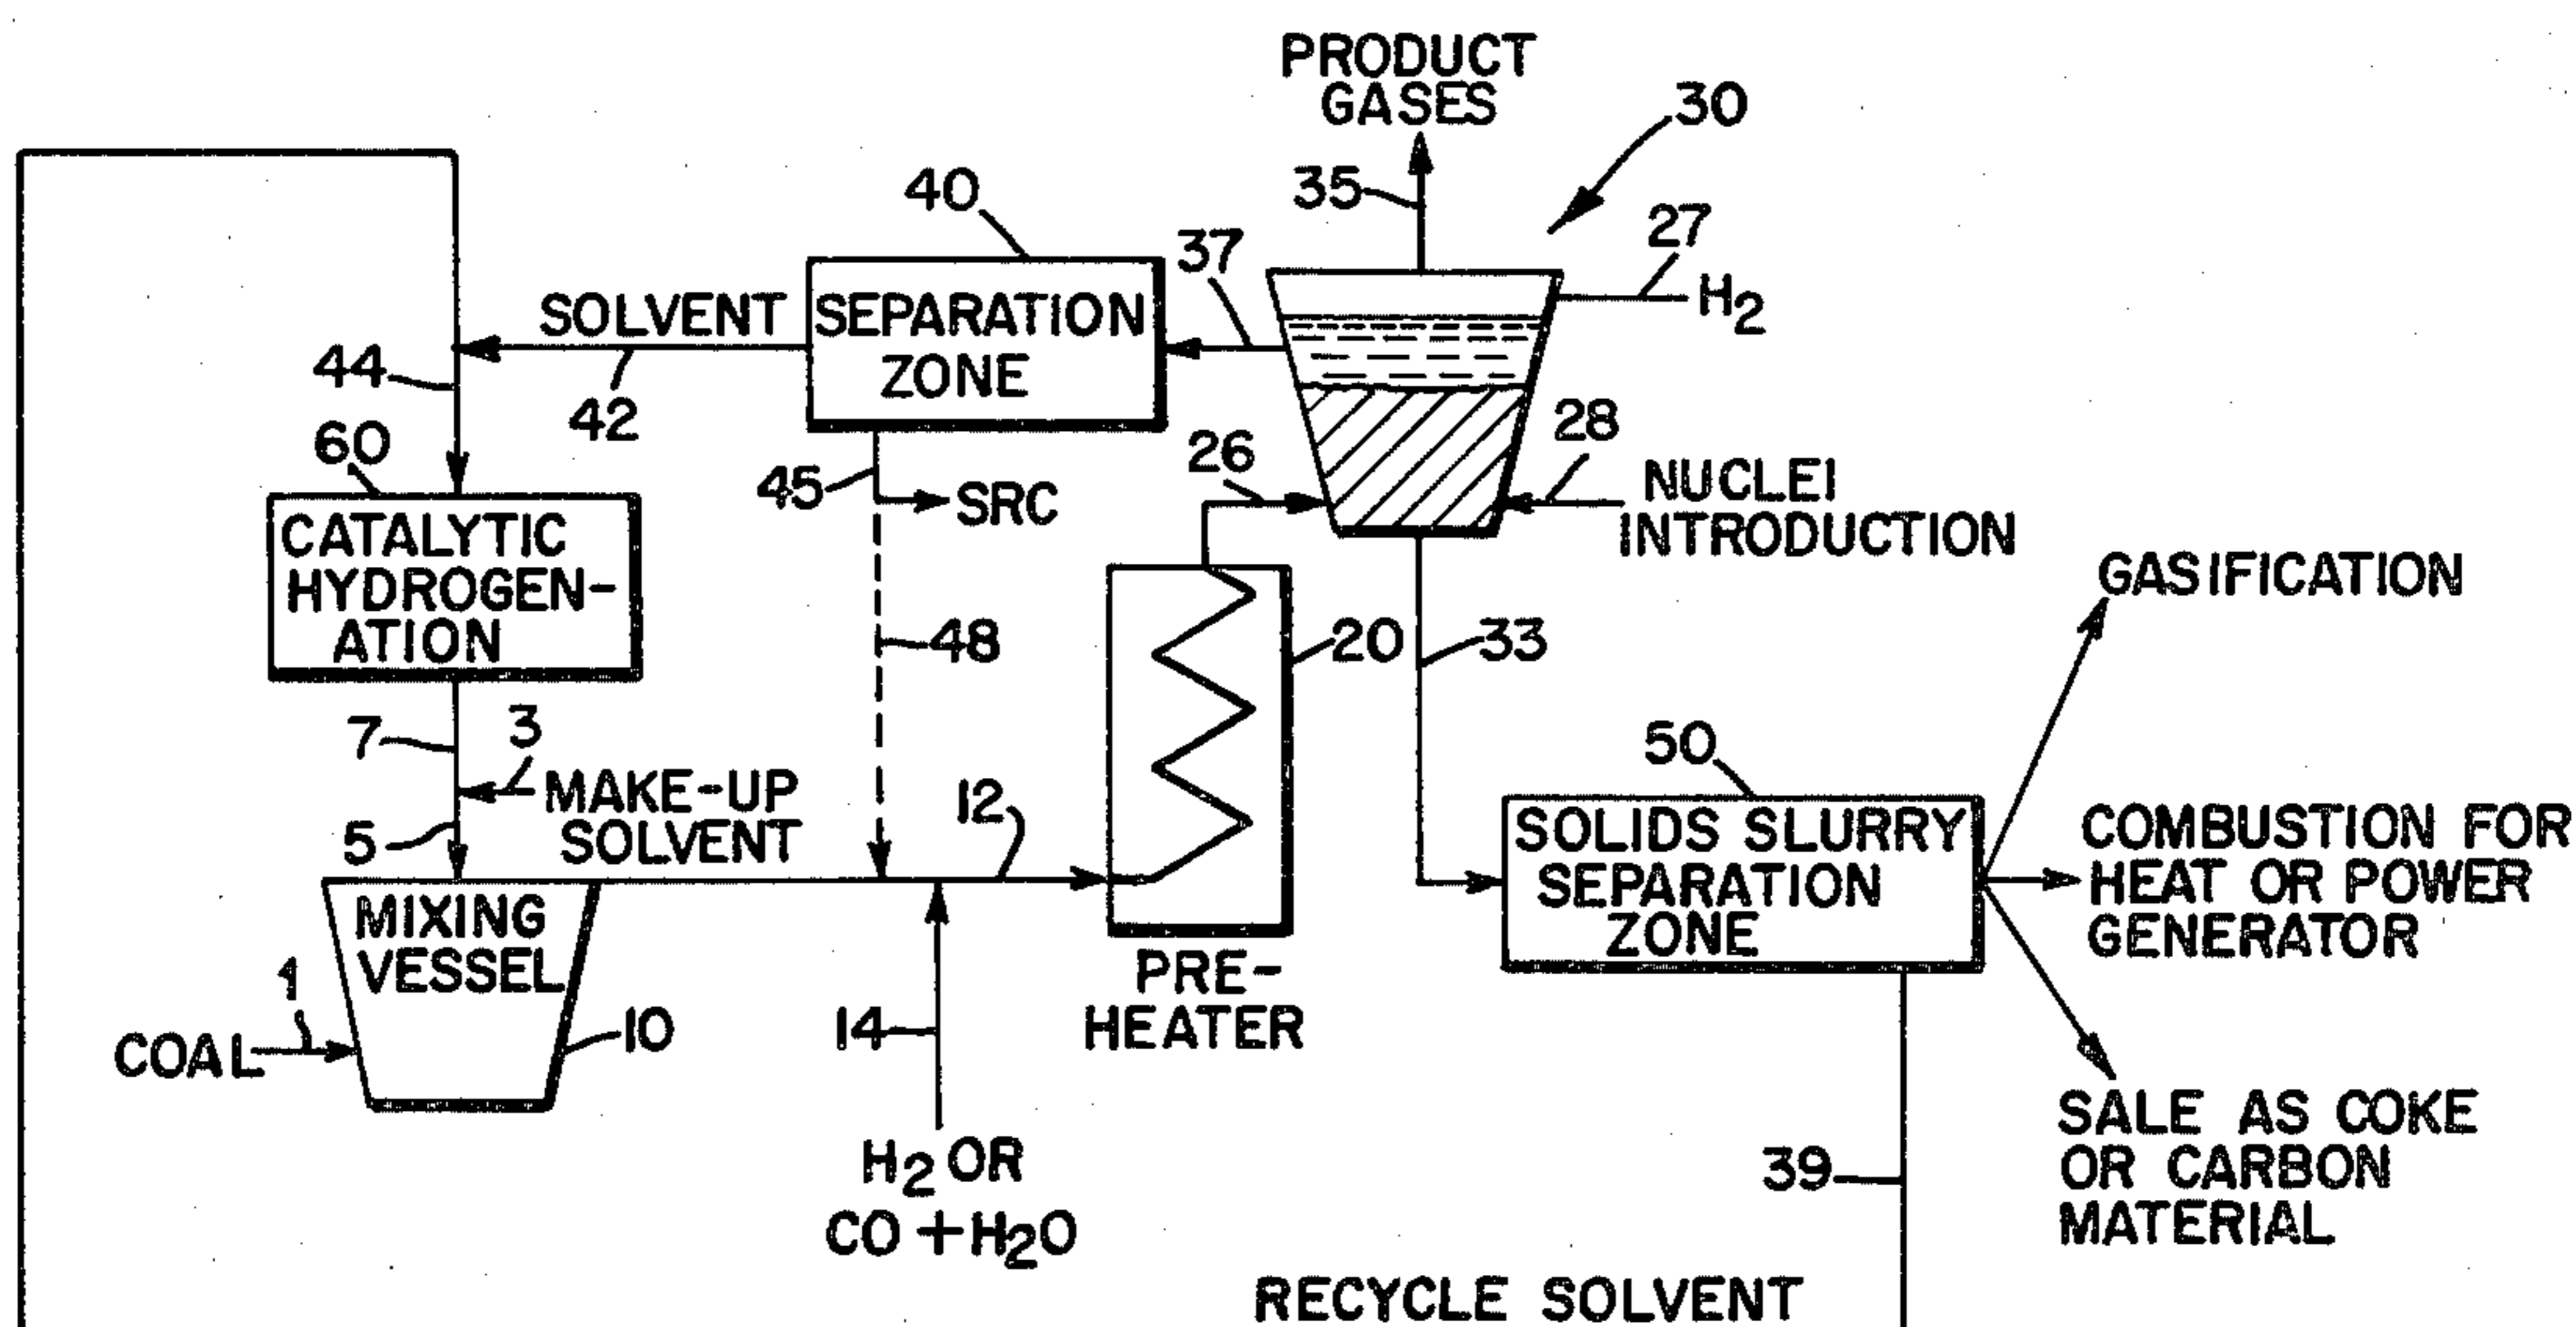 PRODUCT
GASES
30
35
27
H2
40
37
SOLVENT
SEPARATION
ZONE
44
42
60
45
SRC
26
28
NUCLEI
INTRODUCTION
CATALYTIC
HYDROGEN-
ATION
48
20
33
GASIFICATION
7
3
MAKE-UP
SOLVENT
5
12
50
SOLIDS SLURRY
SEPARATION
ZONE
COMBUSTION FOR
HEAT OR POWER
GENERATOR
MIXING
VESSEL
1
COAL
10
14
PRE-
HEATER
H2 OR
CO + H2O
39
SALE AS COKE
OR CARBON
MATERIAL
RECYCLE SOLVENT